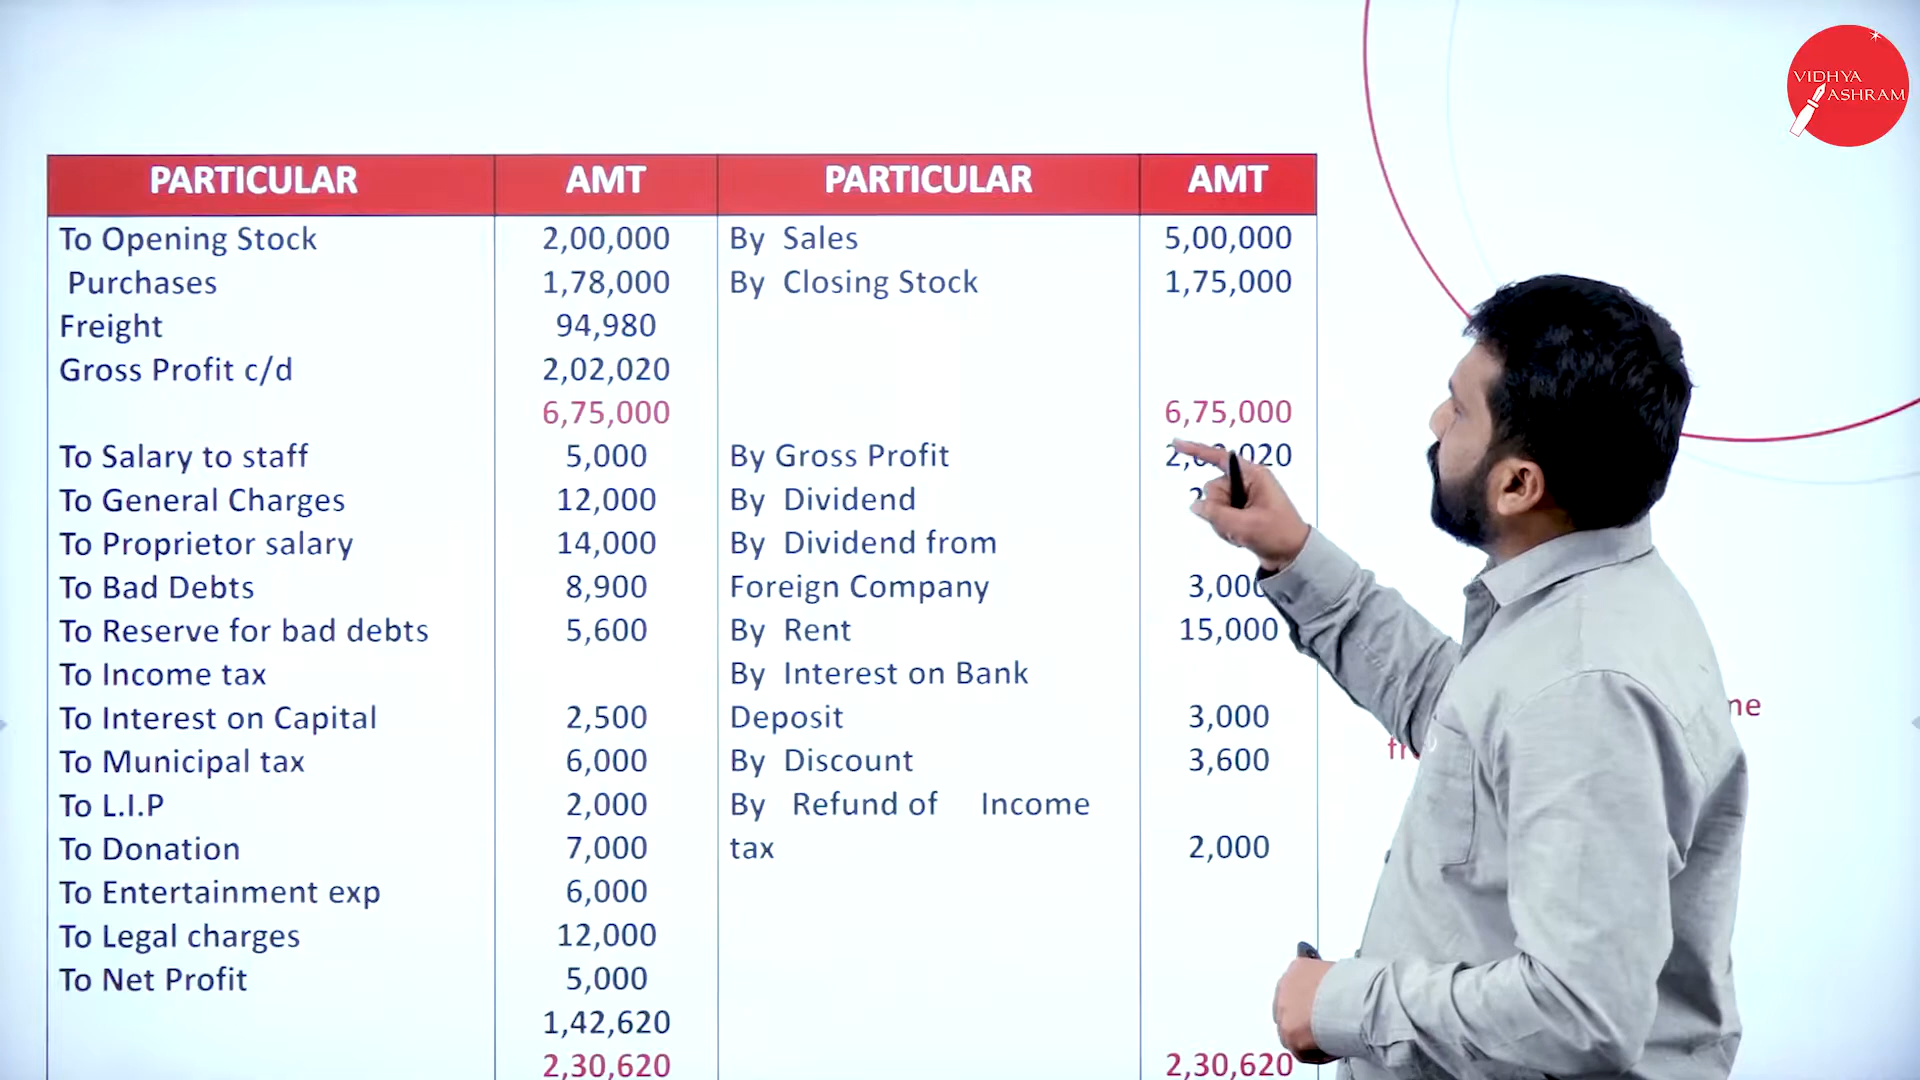 VIDHYA
ASHRAM
PARTICULAR AMT PARTICULAR AMT
To Opening Stock 2,00,000 By Sales 5,00,000
Purchases 1,78,000 By Closing Stock 1,75,000
Freight 94,980
Gross Profit c/d 2,02,020
6,75,000 6,75,000
To Salary to staff 5,000 By Gross Profit
To General Charges 12,000 By Dividend
To Proprietor salary 14,000 By Dividend from
To Bad Debts 8,900 Foreign Company 3,000
To Reserve for bad debts 5,600 By Rent 15,000
To Income tax By Interest on Bank
To Interest on Capital 2,500 Deposit 3,000
To Municipal tax 6,000 By Discount 3,600
To L.I.P 2,000 By Refund of Income
To Donation 7,000 tax 2,000
To Entertainment exp 6,000
To Legal charges 12,000
To Net Profit 5,000
1,42,620
2,30,620 2,30,620